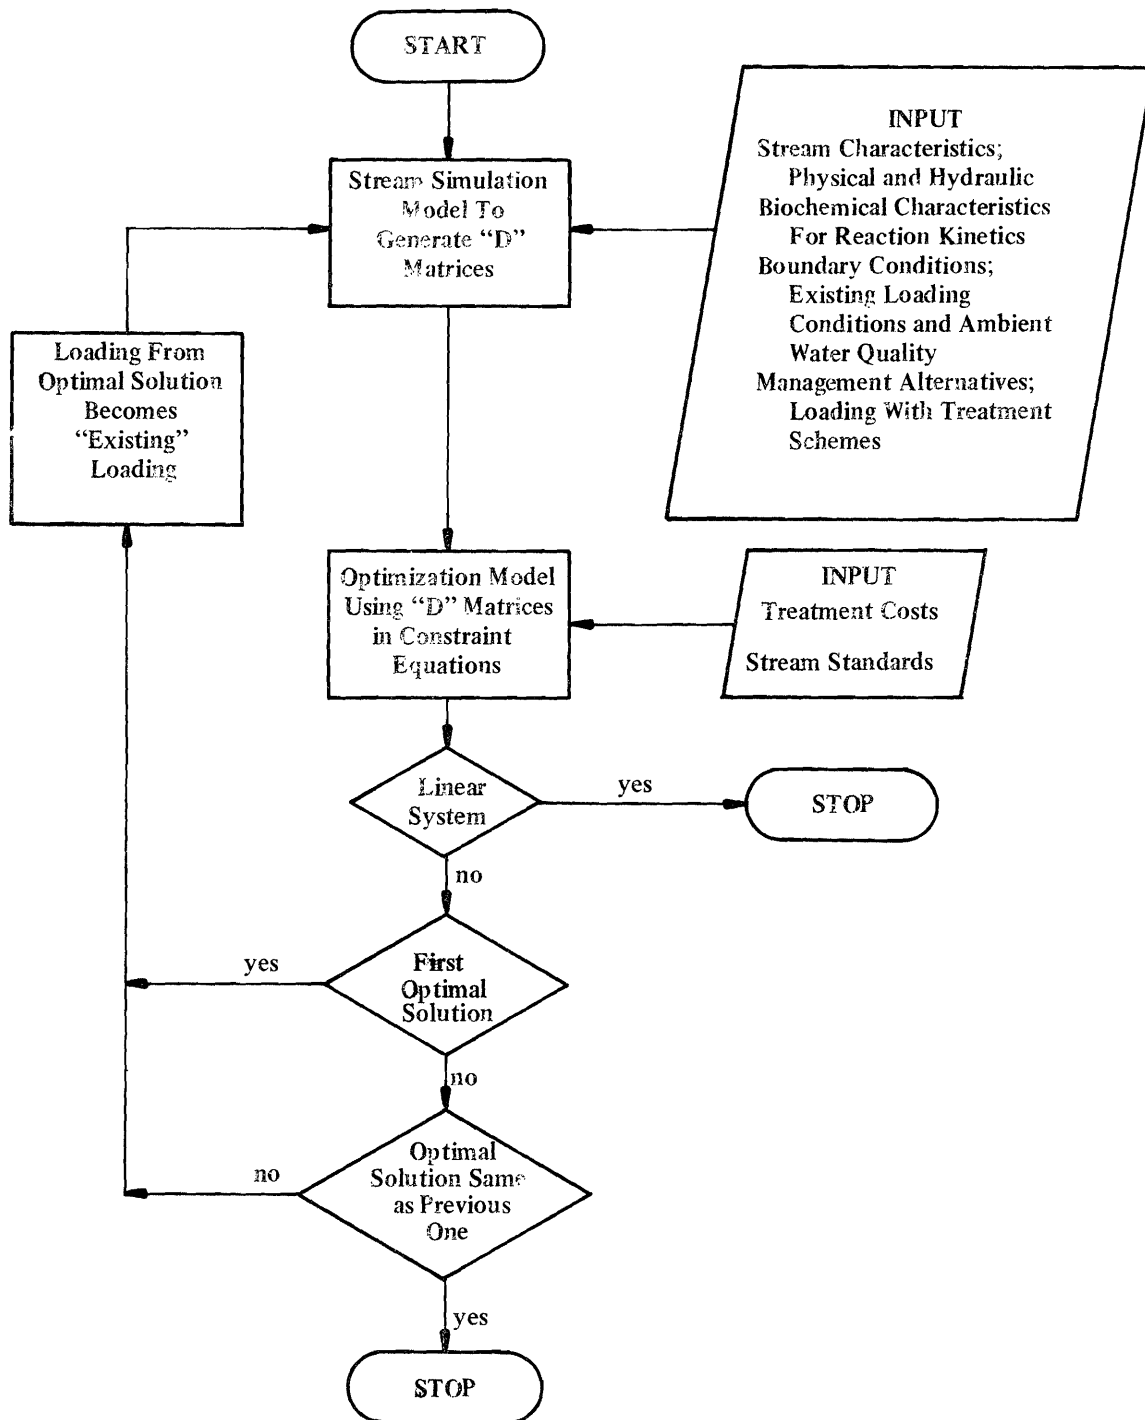 START
INPUT
Stream Characteristics;
Physical and Hydraulic
Biochemical Characteristics
For Reaction Kinetics
Boundary Conditions;
Existing Loading
Conditions and Ambient
Water Quality
Management Alternatives;
Loading With Treatment
Schemes
Stream Simulation
Model To
Generate “D”
Matrices
Loading From
Optimal Solution
Becomes
“Existing”
Loading
Optimization Model
Using “D” Matrices
in Constraint
Equations
INPUT
Treatment Costs
Stream Standards
Linear
System
yes
STOP
no
First
Optimal
Solution
yes
no
Optimal
Solution Same
as Previous
One
no
yes
STOP